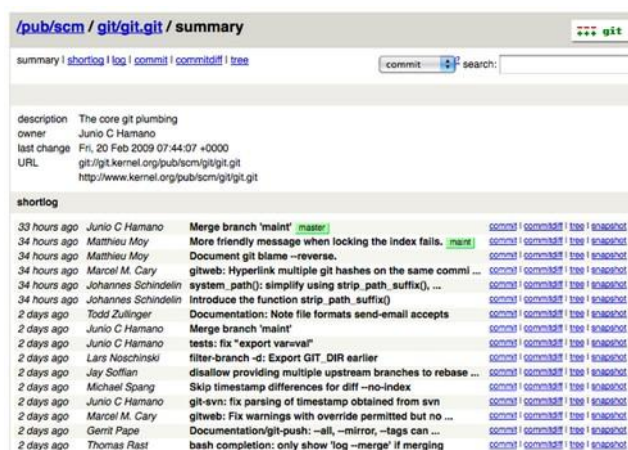 /pub/scm / git/git.git / summary
git
summary | shortlog | log | commit | commitdiff | tree
commit ? search:
description The core git plumbing
owner Junio C Hamano
last change Fri, 20 Feb 2009 07:44:07 +0000
URL git://git.kernel.org/pub/scm/git/git.git
http://www.kernel.org/pub/scm/git/git.git
shortlog
33 hours ago Junio C Hamano Merge branch 'maint' master commit | commitdiff | tree | snapshot
34 hours ago Matthieu Moy More friendly message when locking the index fails. maint commit | commitdiff | tree | snapshot
34 hours ago Matthieu Moy Document git blame --reverse. commit | commitdiff | tree | snapshot
34 hours ago Marcel M. Cary gitweb: Hyperlink multiple git hashes on the same commi ... commit | commitdiff | tree | snapshot
34 hours ago Johannes Schindelin system_path(): simplify using strip_path_suffix(), ... commit | commitdiff | tree | snapshot
34 hours ago Johannes Schindelin Introduce the function strip_path_suffix() commit | commitdiff | tree | snapshot
2 days ago Todd Zullinger Documentation: Note file formats send-email accepts commit | commitdiff | tree | snapshot
2 days ago Junio C Hamano Merge branch 'maint' commit | commitdiff | tree | snapshot
2 days ago Junio C Hamano tests: fix "export var=val" commit | commitdiff | tree | snapshot
2 days ago Lars Noschinski filter-branch -d: Export GIT_DIR earlier commit | commitdiff | tree | snapshot
2 days ago Jay Soffian disallow providing multiple upstream branches to rebase ... commit | commitdiff | tree | snapshot
2 days ago Michael Spang Skip timestamp differences for diff --no-index commit | commitdiff | tree | snapshot
2 days ago Junio C Hamano git-svn: fix parsing of timestamp obtained from svn commit | commitdiff | tree | snapshot
2 days ago Marcel M. Cary gitweb: Fix warnings with override permitted but no ... commit | commitdiff | tree | snapshot
2 days ago Gerrit Pape Documentation/git-push: --all, --mirror, --tags can ... commit | commitdiff | tree | snapshot
2 days ago Thomas Rast bash completion: only show 'log --merge' if merging commit | commitdiff | tree | snapshot